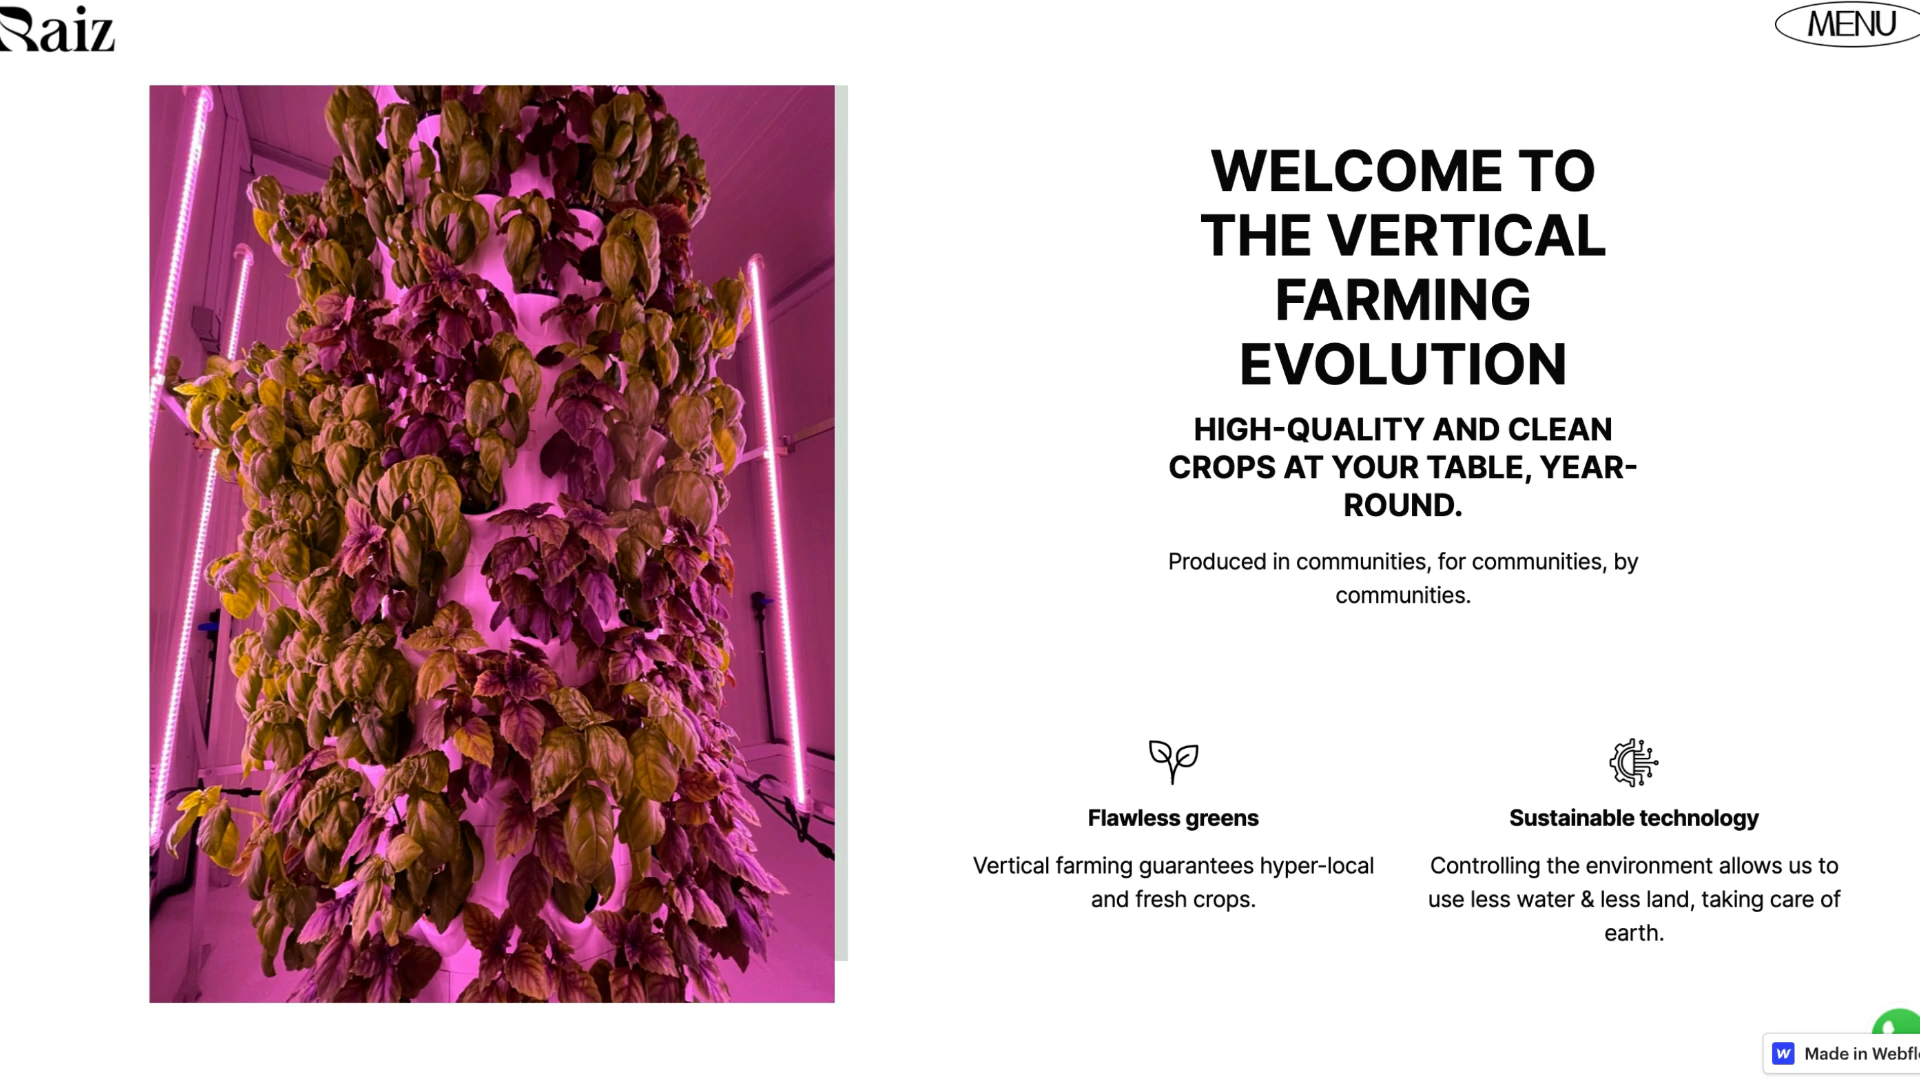 Raiz
MENU
WELCOME TO
THE VERTICAL
FARMING
EVOLUTION
HIGH-QUALITY AND CLEAN
CROPS AT YOUR TABLE, YEAR-
ROUND.
Produced in communities, for communities, by
communities.
Flawless greens
Vertical farming guarantees hyper-local
and fresh crops.
Sustainable technology
Controlling the environment allows us to
use less water & less land, taking care of
earth.
Made in